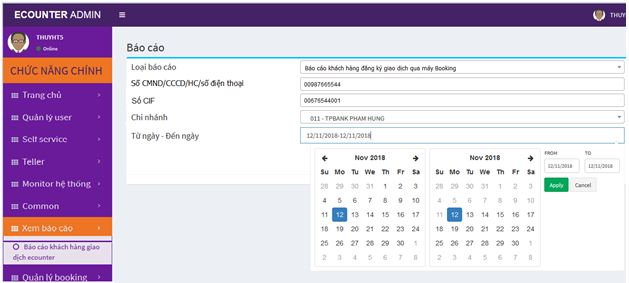 ECOUNTER ADMIN
THUYHT5
THUYHT5
Online
CHỨC NĂNG CHÍNH
Trang chủ
Quản lý user
Self service
Teller
Monitor hệ thống
Common
Xem báo cáo
Báo cáo khách hàng giao
dịch ecounter
Quản lý booking
Báo cáo
Loại báo cáo
Báo cáo khách hàng đăng ký giao dịch qua máy Booking
Số CMND/CCCD/HC/số điện thoại
00987665544
Số CIF
00676544001
Chi nhánh
011 - TPBANK PHAM HUNG
Từ ngày - Đến ngày
12/11/2018-12/11/2018
Nov 2018
Su Mo Tu We Th Fr Sa
28 29 30 31 1 2 3
4 5 6 7 8 9 10
11 12 13 14 15 16 17
18 19 20 21 22 23 24
25 26 27 28 29 30 1
2 3 4 5 6 7 8
Nov 2018
Su Mo Tu We Th Fr Sa
28 29 30 31 1 2 3
4 5 6 7 8 9 10
11 12 13 14 15 16 17
18 19 20 21 22 23 24
25 26 27 28 29 30 1
2 3 4 5 6 7 8
FROM TO
12/11/2018 12/11/2018
Apply Cancel